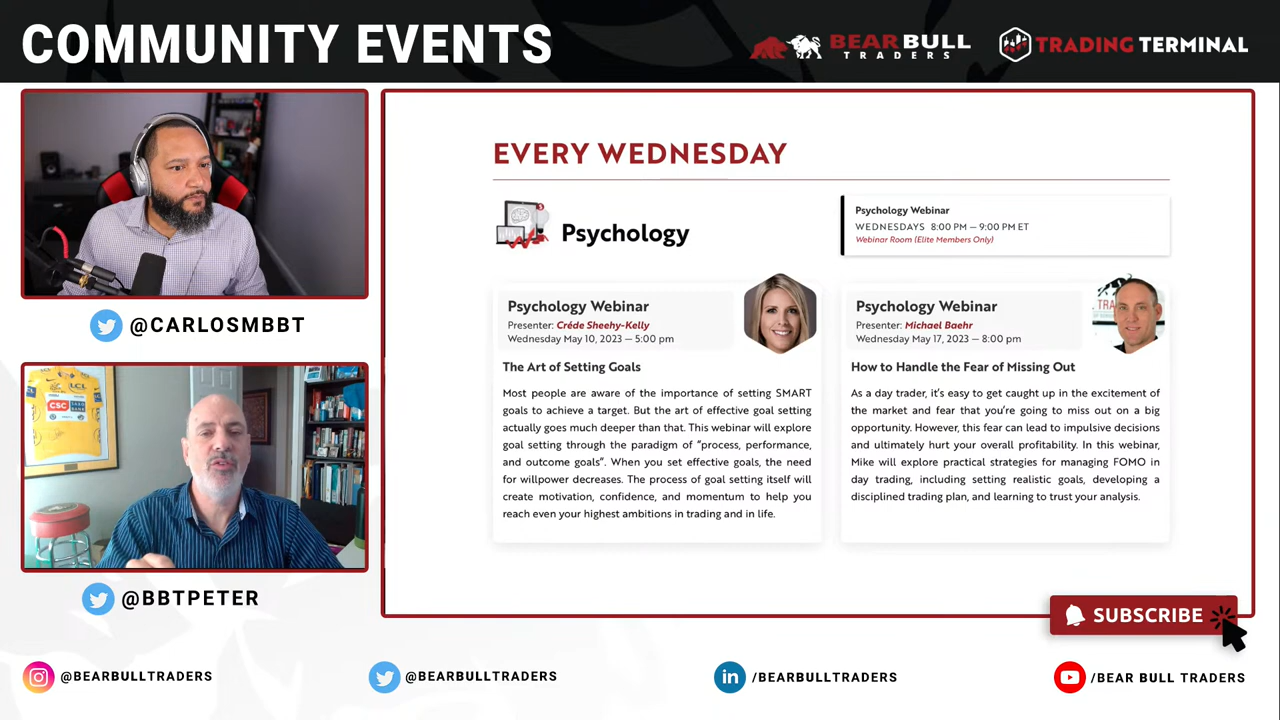 COMMUNITY EVENTS
BEARBULL
TRADERS
TRADING TERMINAL
@CARLOSMBBT
@BBTPETER
EVERY WEDNESDAY
Psychology
Psychology Webinar
WEDNESDAYS 8:00 PM — 9:00 PM ET
Webinar Room (Elite Members Only)
Psychology Webinar
Presenter: Créde Sheehy-Kelly
Wednesday May 10, 2023 — 5:00 pm
The Art of Setting Goals
Most people are aware of the importance of setting SMART
goals to achieve a target. But the art of effective goal setting
actually goes much deeper than that. This webinar will explore
goal setting through the paradigm of “process, performance,
and outcome goals”. When you set effective goals, the need
for willpower decreases. The process of goal setting itself will
create motivation, confidence, and momentum to help you
reach even your highest ambitions in trading and in life.
Psychology Webinar
Presenter: Michael Baehr
Wednesday May 17, 2023 — 8:00 pm
How to Handle the Fear of Missing Out
As a day trader, it’s easy to get caught up in the excitement of
the market and fear that you’re going to miss out on a big
opportunity. However, this fear can lead to impulsive decisions
and ultimately hurt your overall profitability. In this webinar,
Mike will explore practical strategies for managing FOMO in
day trading, including setting realistic goals, developing a
disciplined trading plan, and learning to trust your analysis.
SUBSCRIBE
@BEARBULLTRADERS
@BEARBULLTRADERS
/BEARBULLTRADERS
/BEAR BULL TRADERS
CSC
LCL